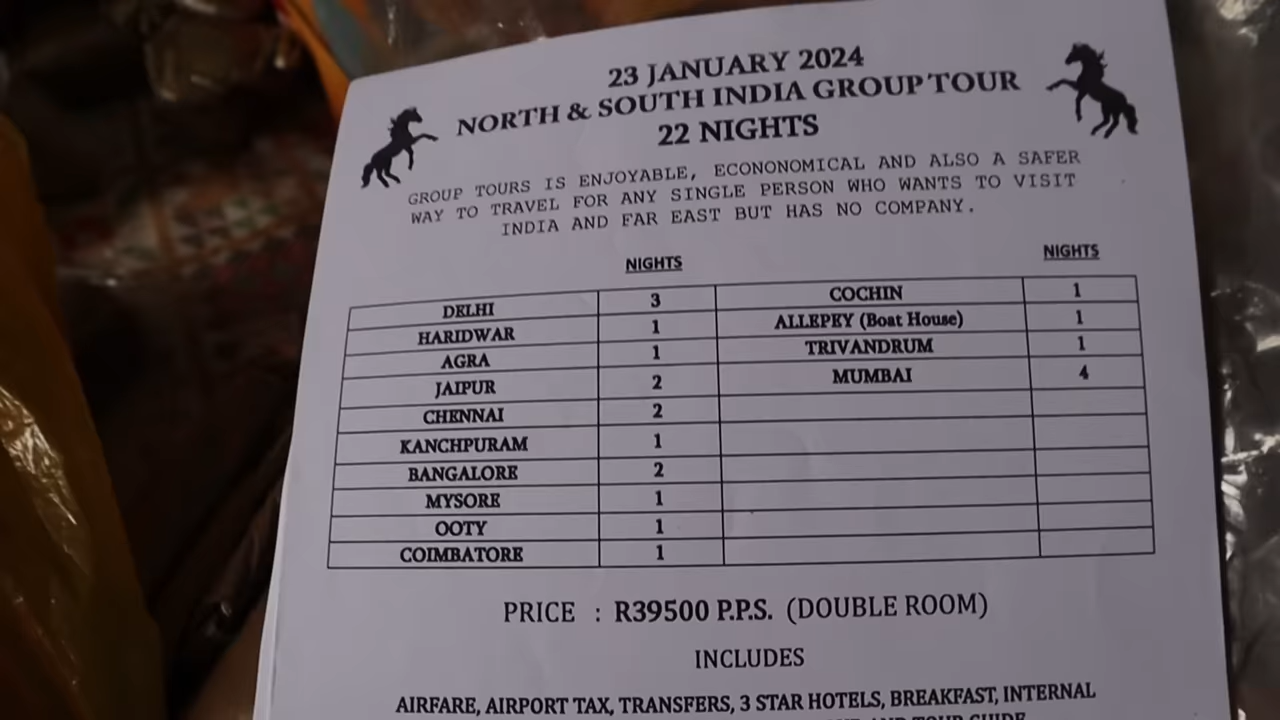 23 JANUARY 2024
NORTH & SOUTH INDIA GROUP TOUR
22 NIGHTS
GROUP TOURS IS ENJOYABLE, ECONONOMICAL AND ALSO A SAFER
WAY TO TRAVEL FOR ANY SINGLE PERSON WHO WANTS TO VISIT
INDIA AND FAR EAST BUT HAS NO COMPANY.
NIGHTS NIGHTS
DELHI 3 COCHIN 1
HARIDWAR 1 ALLEPEY (Boat House) 1
AGRA 1 TRIVANDRUM 1
JAIPUR 2 MUMBAI 4
CHENNAI 2
KANCHPURAM 1
BANGALORE 2
MYSORE 1
OOTY 1
COIMBATORE 1
PRICE : R39500 P.P.S. (DOUBLE ROOM)
INCLUDES
AIRFARE, AIRPORT TAX, TRANSFERS, 3 STAR HOTELS, BREAKFAST, INTERNAL
AND TOUR GUIDE